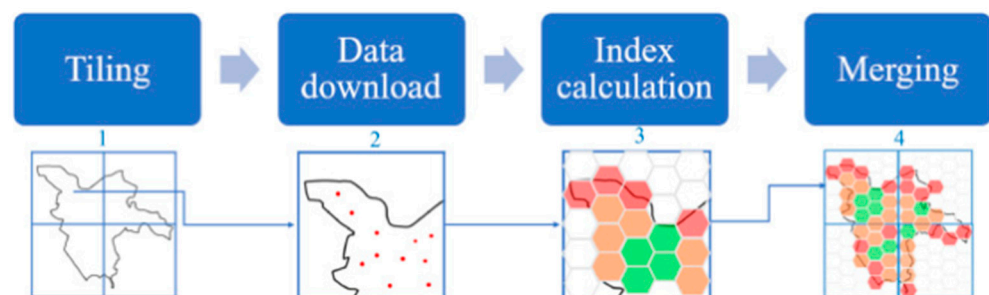 Tiling
Data
download
Index
calculation
Merging
1
2
3
4